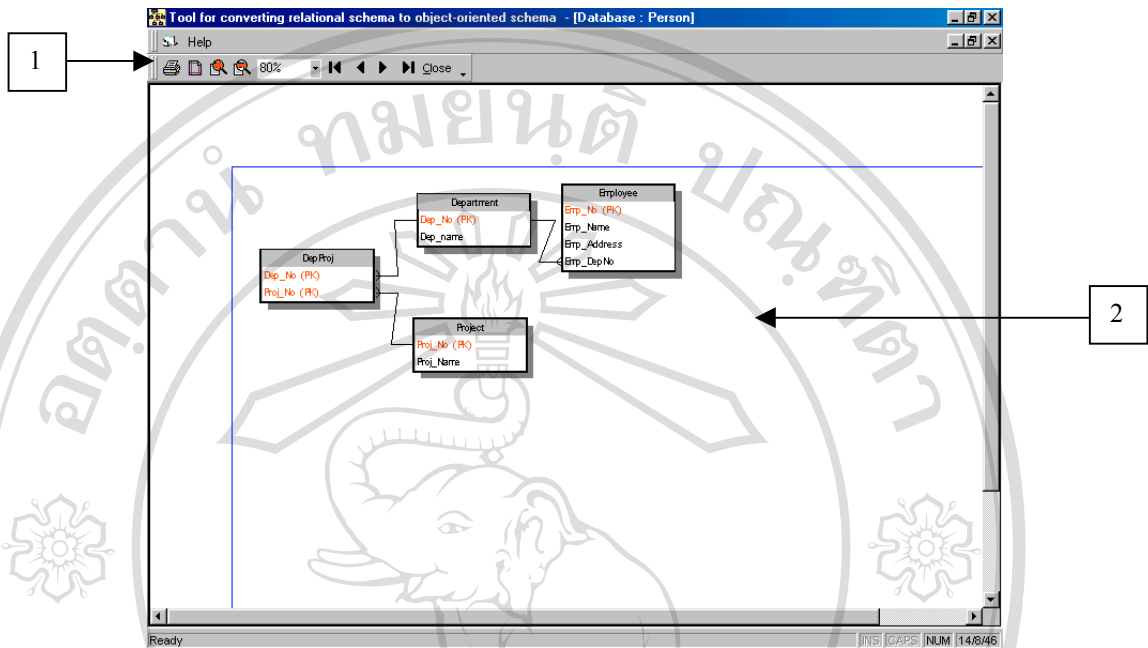 Tool for converting relational schema to object-oriented schema - [Database : Person]
Help
80% Close
1
2
Department
Dep_No (PK)
Dep_name
Employee
Emp_No (PK)
Emp_Name
Emp_Address
Emp_DepNo
DepProj
Dep_No (PK)
Proj_No (PK)
Project
Proj_No (PK)
Proj_Name
Ready
INS CAPS NUM 14/8/46